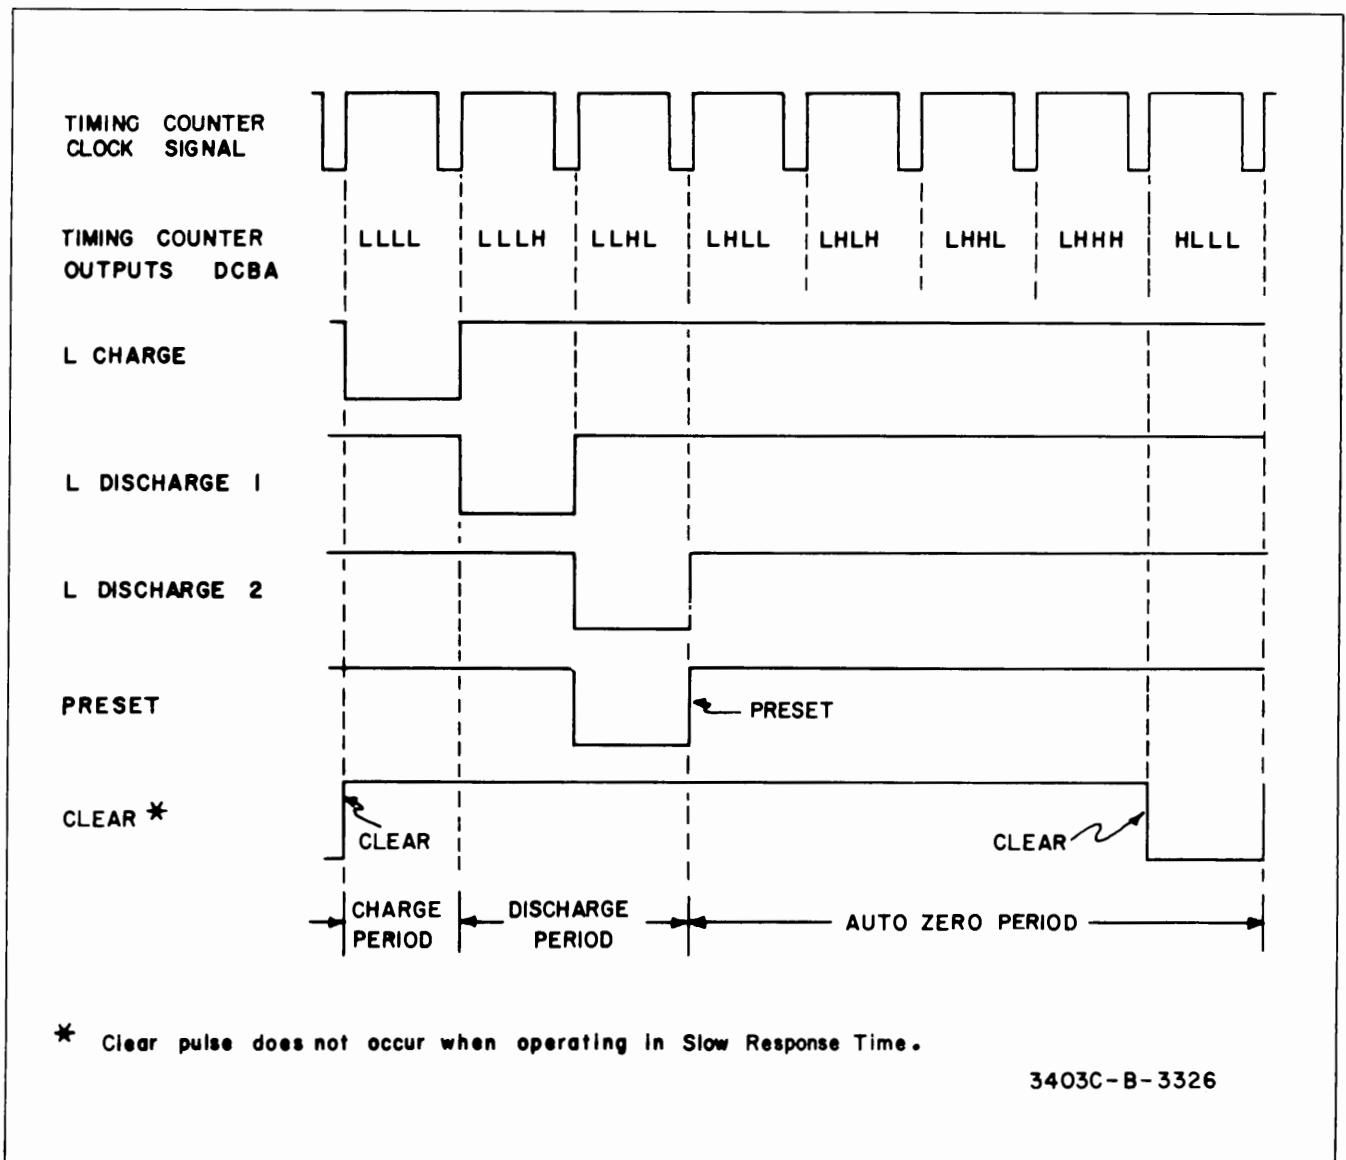 TIMING COUNTER
CLOCK SIGNAL
TIMING COUNTER
OUTPUTS DCBA
LLLL LLLH LLHL LHLL LHLH LHHL LHHH HLLL
L CHARGE
L DISCHARGE 1
L DISCHARGE 2
PRESET
PRESET
CLEAR *
CLEAR
CLEAR
CHARGE
PERIOD
DISCHARGE
PERIOD
AUTO ZERO PERIOD
* Clear pulse does not occur when operating in Slow Response Time.
3403C-B-3326